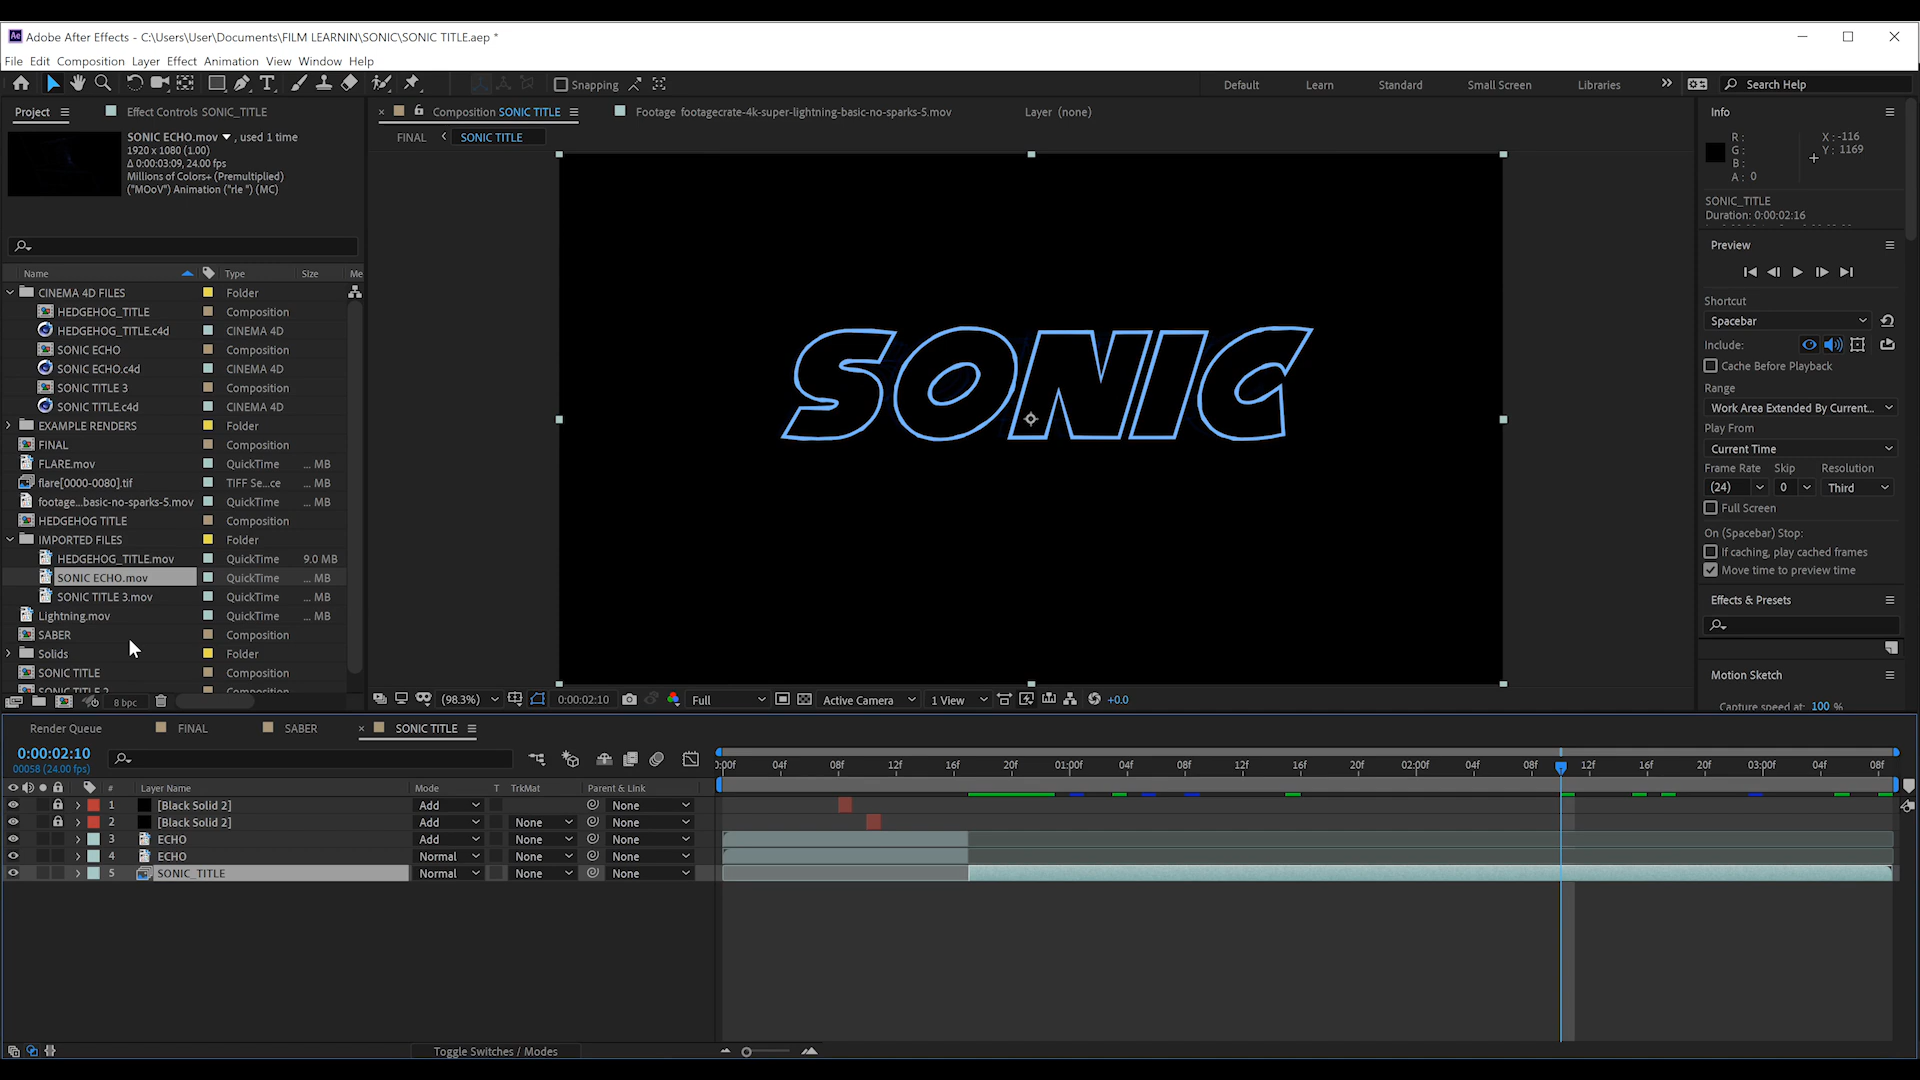 Ae Adobe After Effects - C:\Users\User\Documents\FILM LEARNIN\SONIC\SONIC TITLE.aep *
File Edit Composition Layer Effect Animation View Window Help
Snapping Default Learn Standard Small Screen Libraries Search Help
Project Effect Controls SONIC_TITLE
SONIC ECHO.mov , used 1 time
1920 x 1080 (1.00)
Δ 0:00:03:09, 24.00 fps
Millions of Colors+ (Premultiplied)
("MOoV") Animation ("rle ") (MC)
Name Type Size Me
CINEMA 4D FILES Folder
HEDGEHOG_TITLE Composition
HEDGEHOG_TITLE.c4d CINEMA 4D
SONIC ECHO Composition
SONIC ECHO.c4d CINEMA 4D
SONIC TITLE 3 Composition
SONIC TITLE.c4d CINEMA 4D
EXAMPLE RENDERS Folder
FINAL Composition
FLARE.mov QuickTime ... MB
flare[0000-0080].tif TIFF Se...ce ... MB
footage...basic-no-sparks-5.mov QuickTime ... MB
HEDGEHOG TITLE Composition
IMPORTED FILES Folder
HEDGEHOG_TITLE.mov QuickTime 9.0 MB
SONIC ECHO.mov QuickTime ... MB
SONIC TITLE 3.mov QuickTime ... MB
Lightning.mov QuickTime ... MB
SABER Composition
Solids Folder
SONIC TITLE Composition
SONIC TITLE 2 Composition
8 bpc
Composition SONIC TITLE Footage footagecrate-4k-super-lightning-basic-no-sparks-5.mov Layer (none)
FINAL SONIC TITLE
SONIC
(98.3%) 0:00:02:10 Full Active Camera 1 View +0.0
Info
R :
G :
B :
A : 0
X : -116
Y : 1169
SONIC_TITLE
Duration: 0:00:02:16
Preview
Shortcut
Spacebar
Include:
Cache Before Playback
Range
Work Area Extended By Current...
Play From
Current Time
Frame Rate Skip Resolution
(24) 0 Third
Full Screen
On (Spacebar) Stop:
If caching, play cached frames
Move time to preview time
Effects & Presets
Motion Sketch
Capture speed at: 100 %
Render Queue FINAL SABER SONIC TITLE
0:00:02:10
00058 (24.00 fps)
:00f 04f 08f 12f 16f 20f 01:00f 04f 08f 12f 16f 20f 02:00f 04f 08f 12f 16f 20f 03:00f 04f 08f
# Layer Name Mode T TrkMat Parent & Link
1 [Black Solid 2] Add None
2 [Black Solid 2] Add None None
3 ECHO Add None None
4 ECHO Normal None None
5 SONIC_TITLE Normal None None
Toggle Switches / Modes